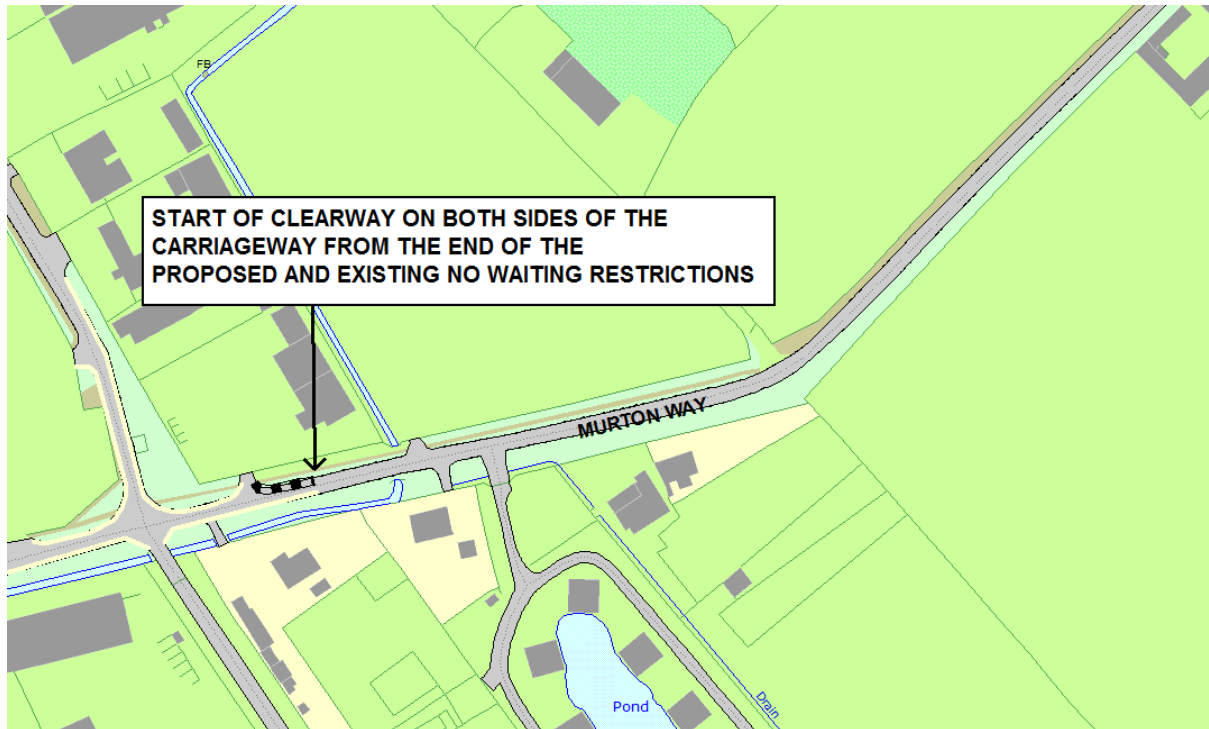 FB
START OF CLEARWAY ON BOTH SIDES OF THE
CARRIAGEWAY FROM THE END OF THE
PROPOSED AND EXISTING NO WAITING RESTRICTIONS
MURTON WAY
Pond
Drain